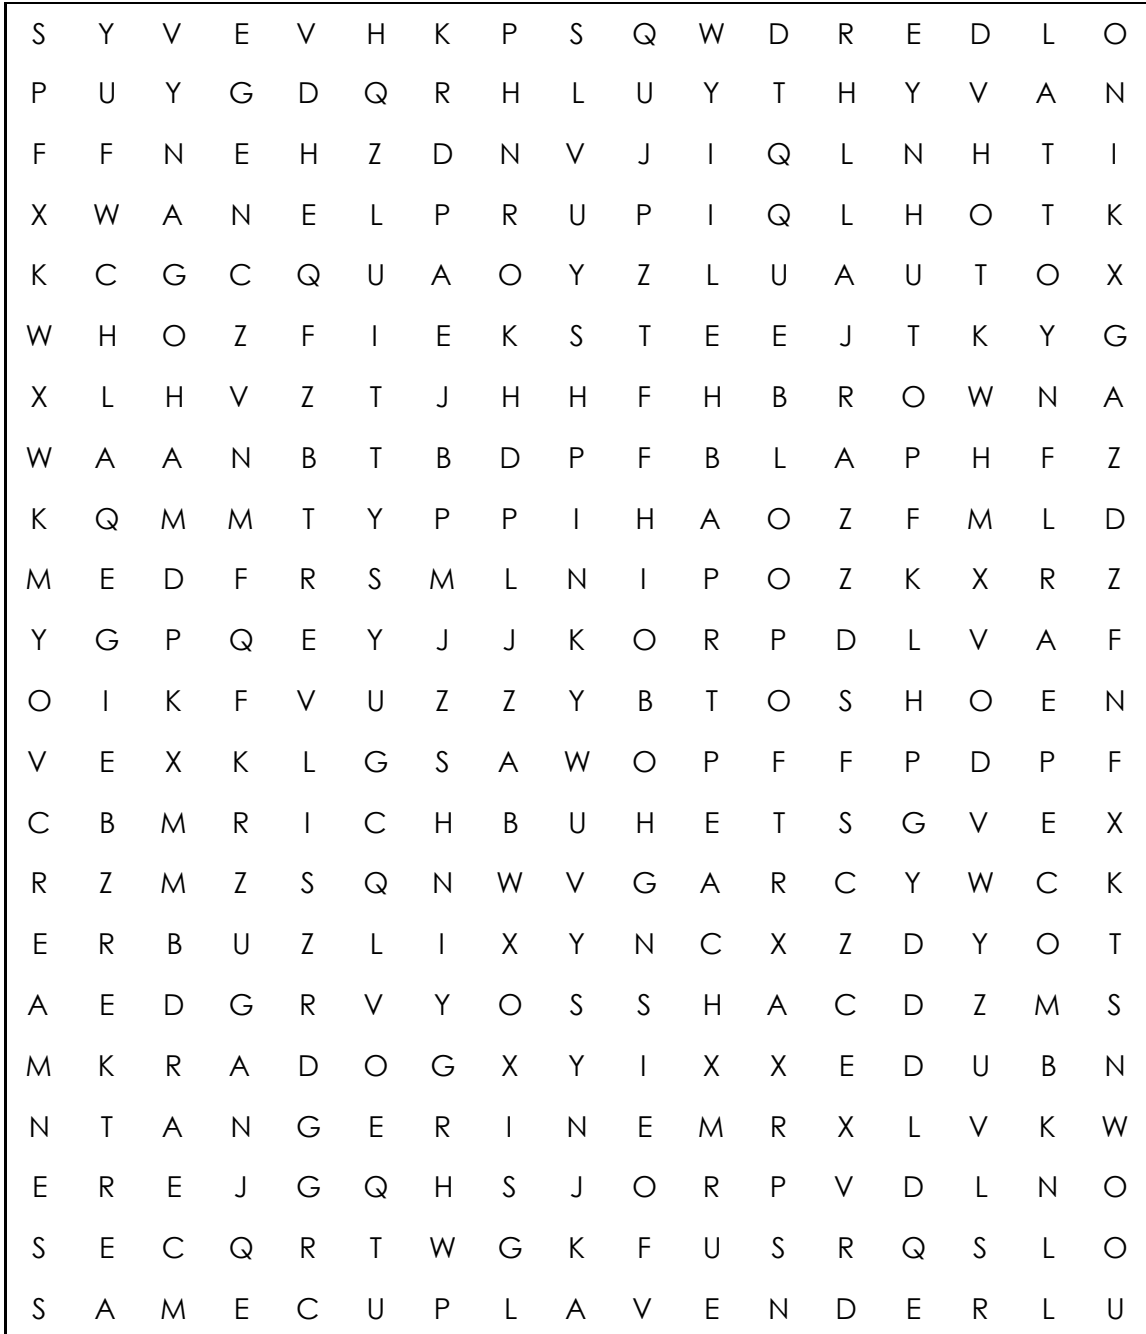 S Y V E V H K P S Q W D R E D L O
P U Y G D Q R H L U Y T H Y V A N
F F N E H Z D N V J I Q L N H T I
X W A N E L P R U P I Q L H O T K
K C G C Q U A O Y Z L U A U T O X
W H O Z F I E K S T E E J T K Y G
X L H V Z T J H H F H B R O W N A
W A A N B T B D P F B L A P H F Z
K Q M M T Y P P I H A O Z F M L D
M E D F R S M L N I P O Z K X R Z
Y G P Q E Y J J K O R P D L V A F
O I K F V U Z Z Y B T O S H O E N
V E X K L G S A W O P F F P D P F
C B M R I C H B U H E T S G V E X
R Z M Z S Q N W V G A R C Y W C K
E R B U Z L I X Y N C X Z D Y O T
A E D G R V Y O S S H A C D Z M S
M K R A D O G X Y I X X E D U B N
N T A N G E R I N E M R X L V K W
E R E J G Q H S J O R P V D L N O
S E C Q R T W G K F U S R Q S L O
S A M E C U P L A V E N D E R L U